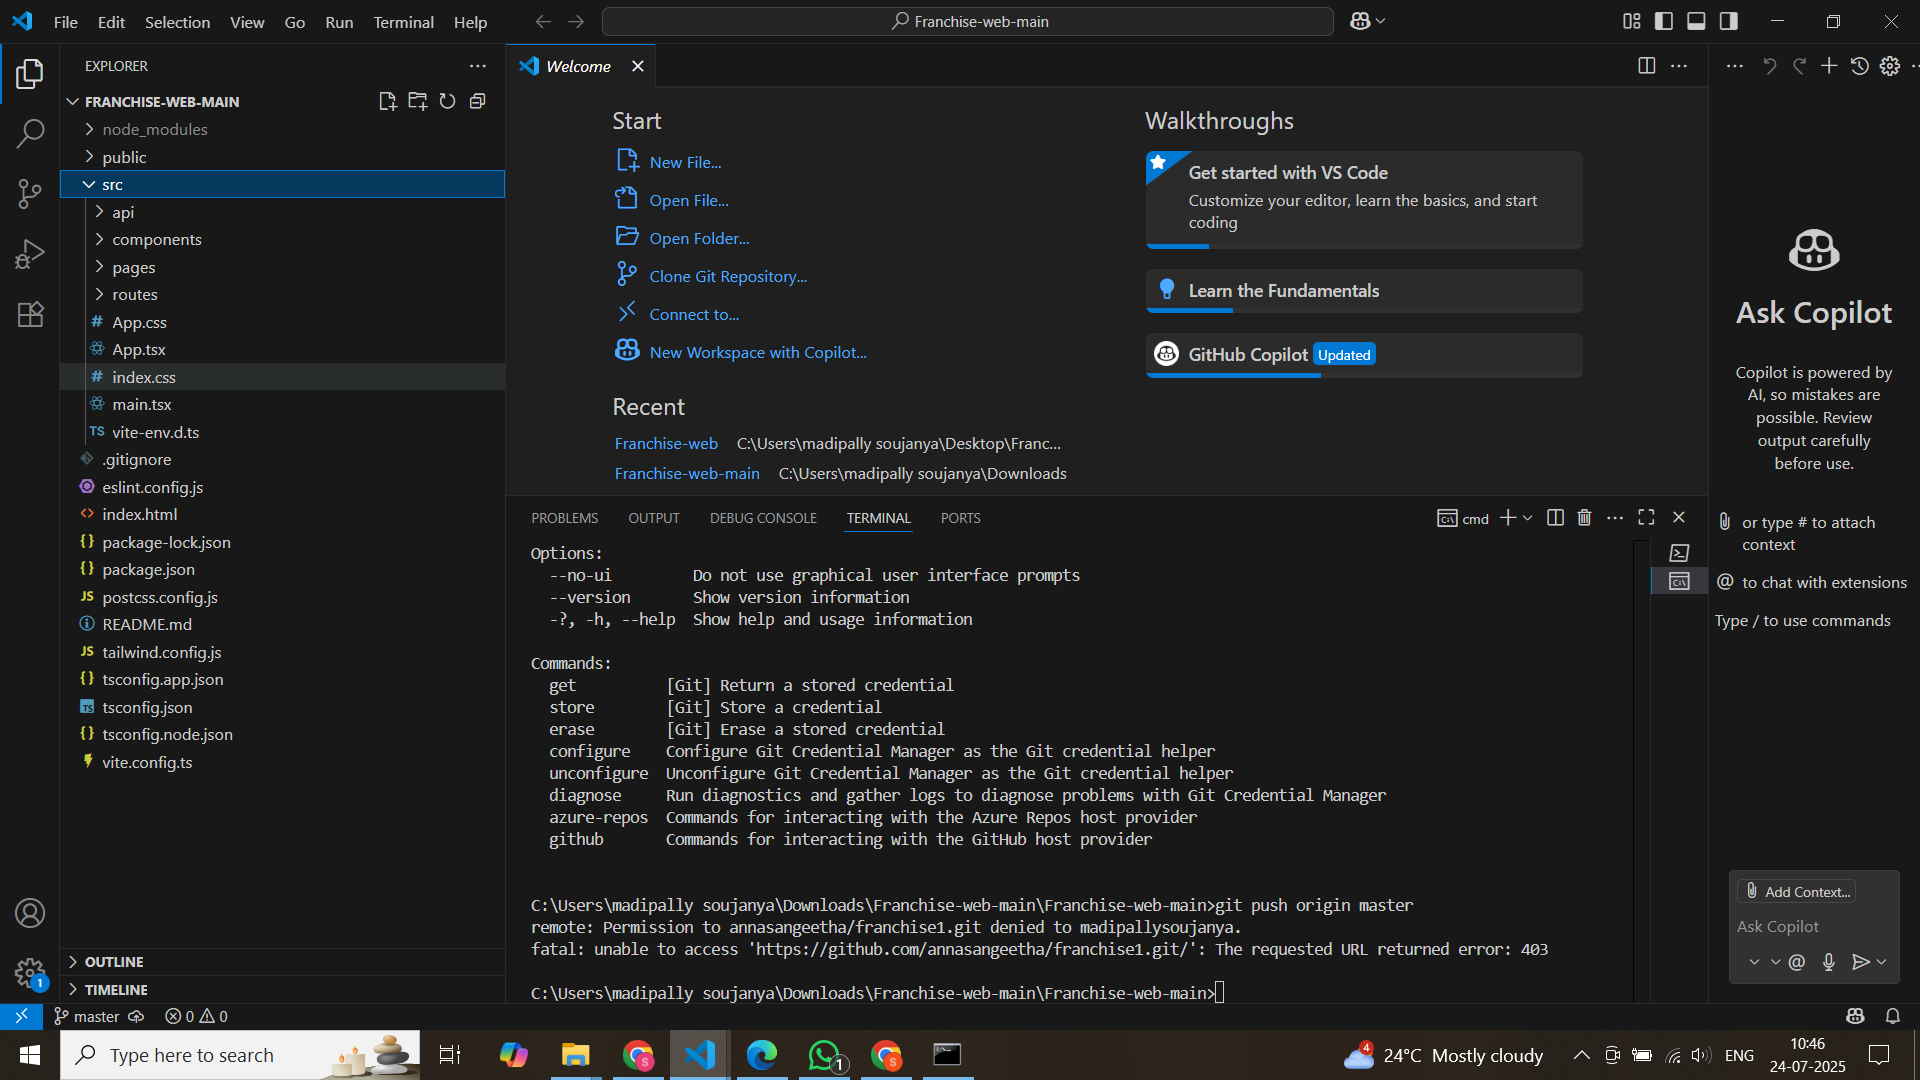 File Edit Selection View Go Run Terminal Help
Franchise-web-main
EXPLORER
FRANCHISE-WEB-MAIN
node_modules
public
src
api
components
pages
routes
# App.css
App.tsx
# index.css
main.tsx
TS vite-env.d.ts
.gitignore
eslint.config.js
<> index.html
{} package-lock.json
{} package.json
JS postcss.config.js
README.md
JS tailwind.config.js
{} tsconfig.app.json
TS tsconfig.json
{} tsconfig.node.json
vite.config.ts
OUTLINE
TIMELINE
1
Welcome
Start
New File...
Open File...
Open Folder...
Clone Git Repository...
Connect to...
New Workspace with Copilot...
Recent
Franchise-web C:\Users\madipally soujanya\Desktop\Franc...
Franchise-web-main C:\Users\madipally soujanya\Downloads
Walkthroughs
Get started with VS Code
Customize your editor, learn the basics, and start
coding
Learn the Fundamentals
GitHub Copilot Updated
PROBLEMS OUTPUT DEBUG CONSOLE TERMINAL PORTS
cmd
Options:
--no-ui Do not use graphical user interface prompts
--version Show version information
-?, -h, --help Show help and usage information
Commands:
get [Git] Return a stored credential
store [Git] Store a credential
erase [Git] Erase a stored credential
configure Configure Git Credential Manager as the Git credential helper
unconfigure Unconfigure Git Credential Manager as the Git credential helper
diagnose Run diagnostics and gather logs to diagnose problems with Git Credential Manager
azure-repos Commands for interacting with the Azure Repos host provider
github Commands for interacting with the GitHub host provider
C:\Users\madipally soujanya\Downloads\Franchise-web-main\Franchise-web-main>git push origin master
remote: Permission to annasangeetha/franchise1.git denied to madipallysoujanya.
fatal: unable to access 'https://github.com/annasangeetha/franchise1.git/': The requested URL returned error: 403
C:\Users\madipally soujanya\Downloads\Franchise-web-main\Franchise-web-main>
Ask Copilot
Copilot is powered by
AI, so mistakes are
possible. Review
output carefully
before use.
or type # to attach
context
@ to chat with extensions
Type / to use commands
Add Context...
Ask Copilot
@
master
0 0
Type here to search
S
1
S
4
24°C Mostly cloudy
ENG
10:46
24-07-2025